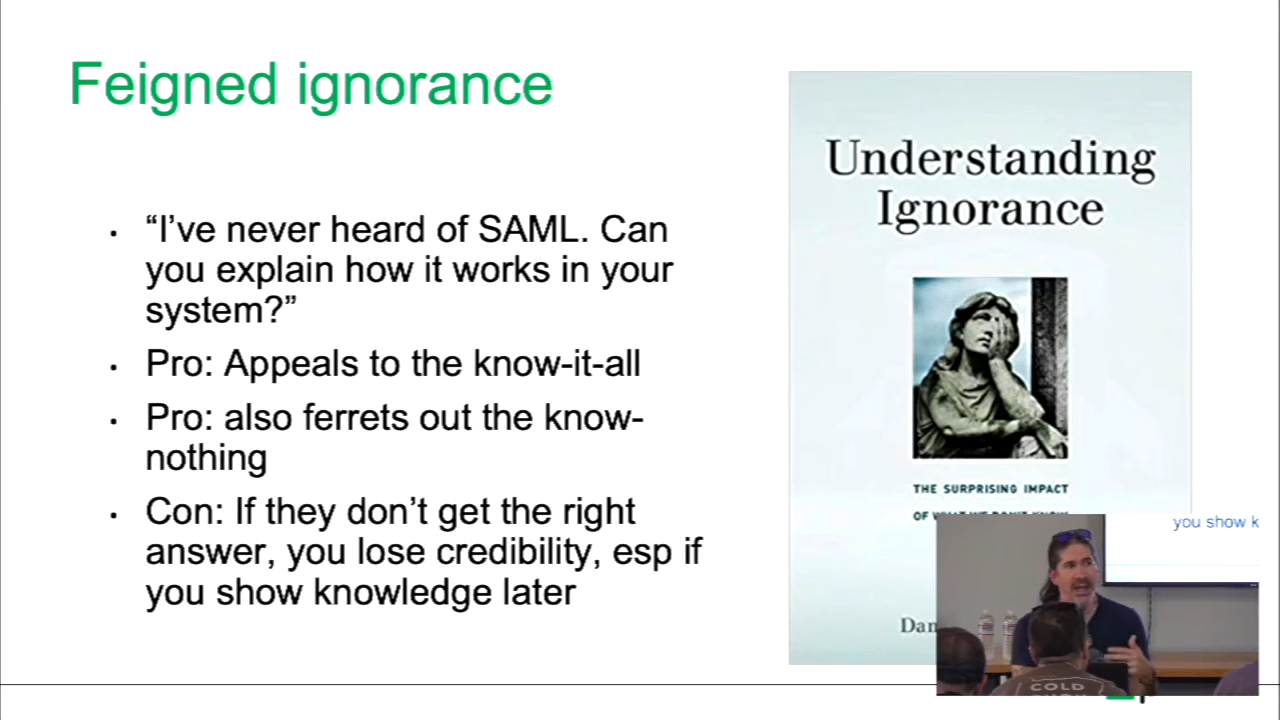 Feigned ignorance
“I’ve never heard of SAML. Can
you explain how it works in your
system?”
Pro: Appeals to the know-it-all
Pro: also ferrets out the know-
nothing
Con: If they don’t get the right
answer, you lose credibility, esp if
you show knowledge later
Understanding
Ignorance
THE SURPRISING IMPACT
OF WHAT WE DON'T KNOW
Dan
you show k
COLD